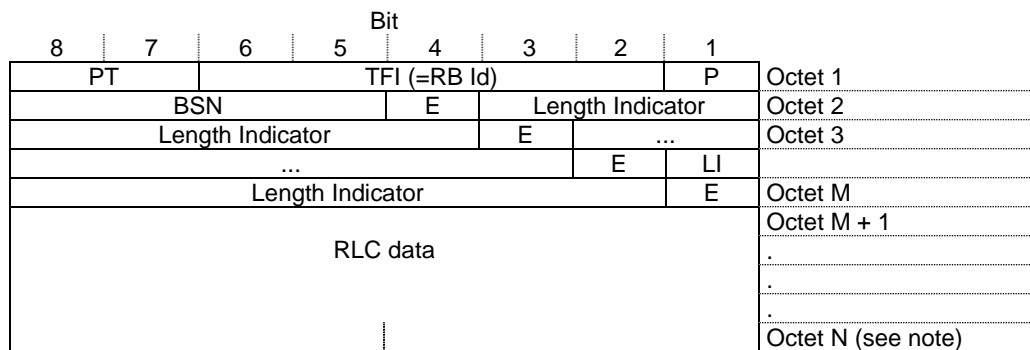 Bit
8 7 6 5 4 3 2 1
PT TFI (=RB Id) P Octet 1
BSN E Length Indicator Octet 2
Length Indicator E ... Octet 3
... E LI
Length Indicator E Octet M
Octet M + 1
RLC data .
.
.
Octet N (see note)